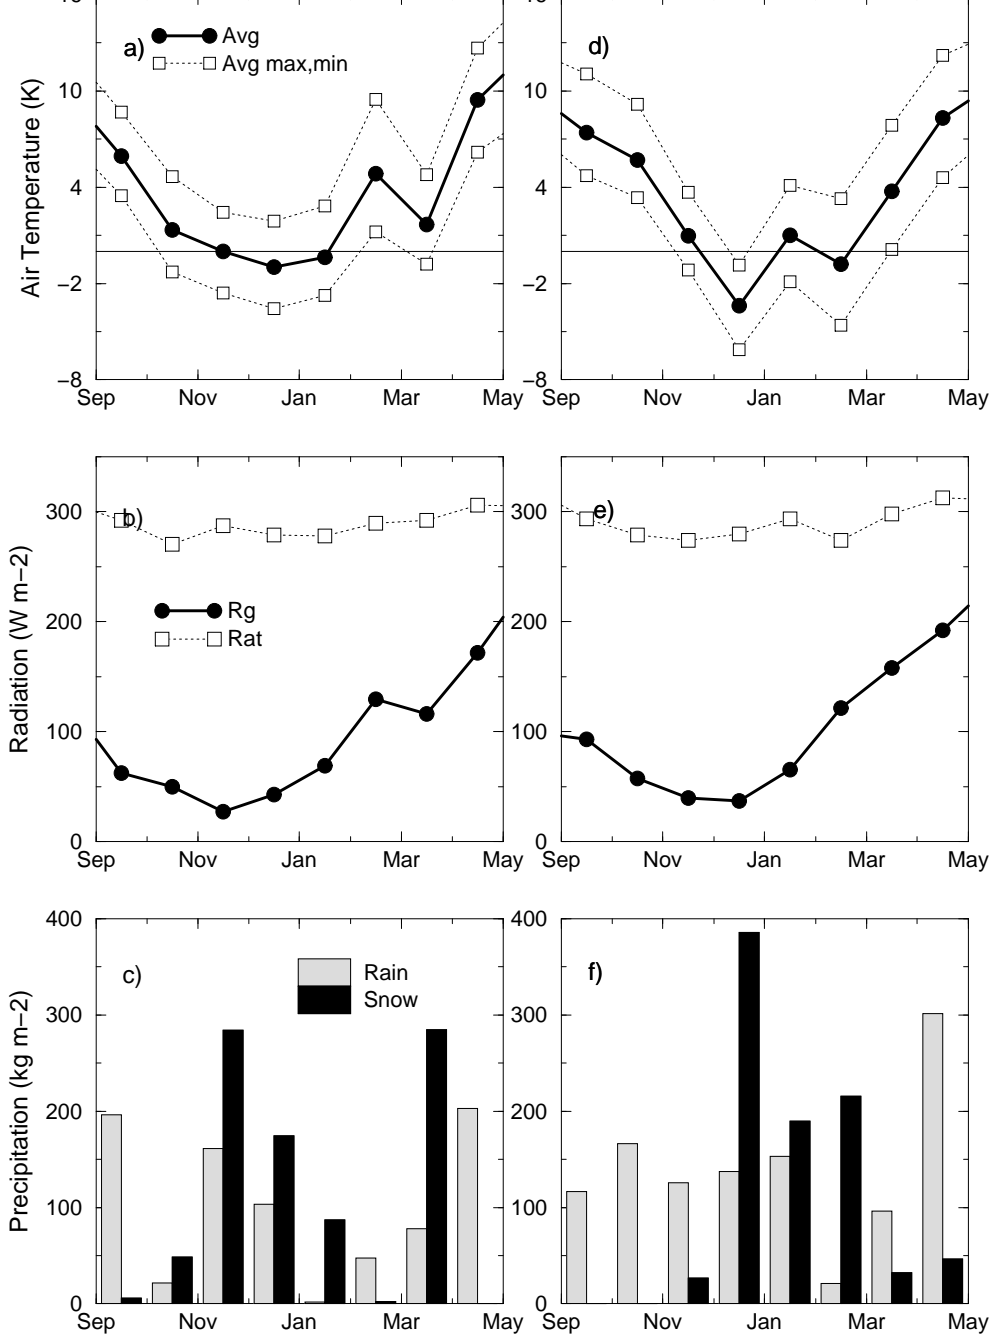 16
16
a)
Avg
Avg max,min
d)
10
10
4
4
Air Temperature (K)
−2
−2
−8
−8
Sep
Nov
Jan
Mar
May
Sep
Nov
Jan
Mar
May
300
b)
300
e)
Rg
Rat
200
200
Radiation (W m−2)
100
100
0
0
Sep
Nov
Jan
Mar
May
Sep
Nov
Jan
Mar
May
400
400
c)
Rain
Snow
f)
300
300
200
200
Precipitation (kg m−2)
100
100
0
0
Sep
Nov
Jan
Mar
May
Sep
Nov
Jan
Mar
May